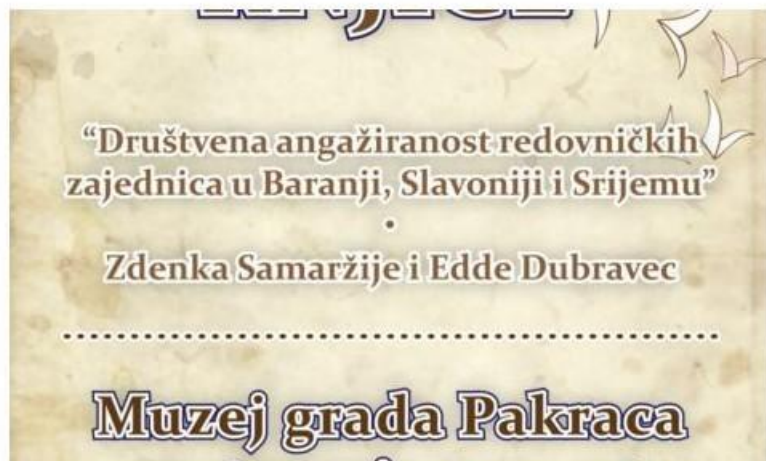 “Društvena angažiranost redovničkih
zajednica u Baranji, Slavoniji i Srijemu”
•
Zdenka Samaržije i Edde Dubravec
Muzej grada Pakraca